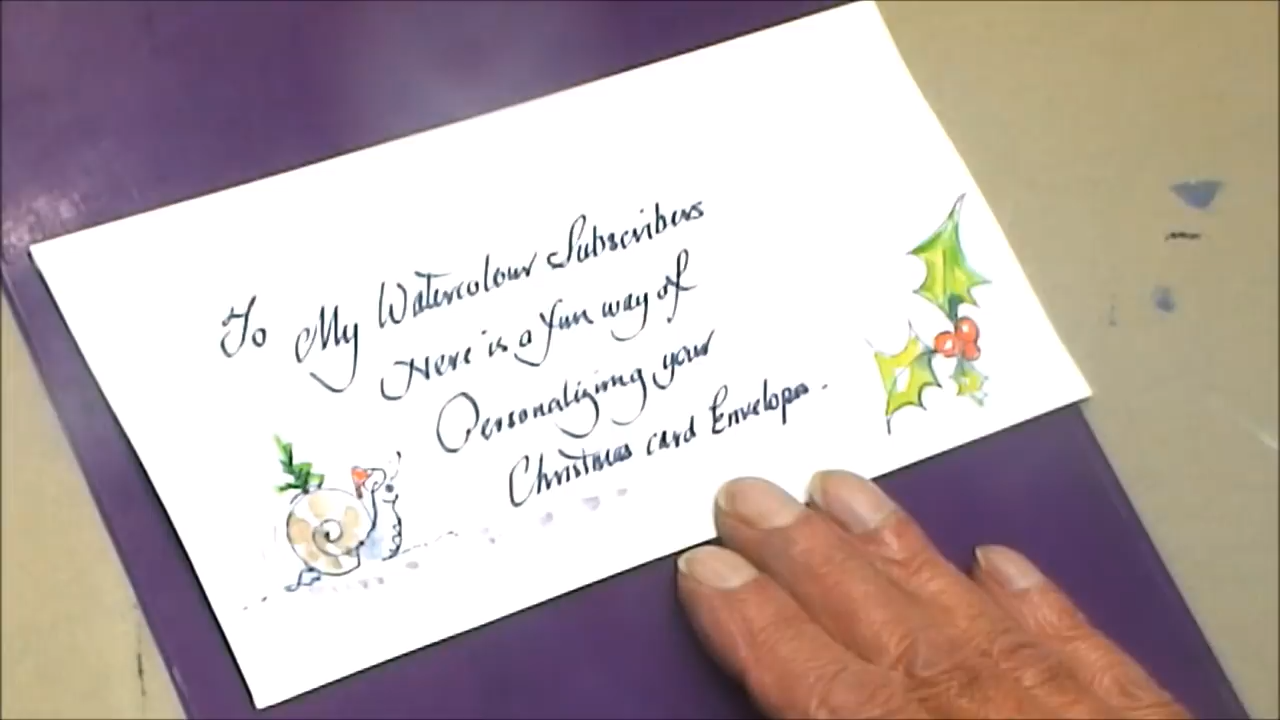 To My Watercolour Subscribers
Here is a fun way of
Personalizing your
Christmas card Envelope.